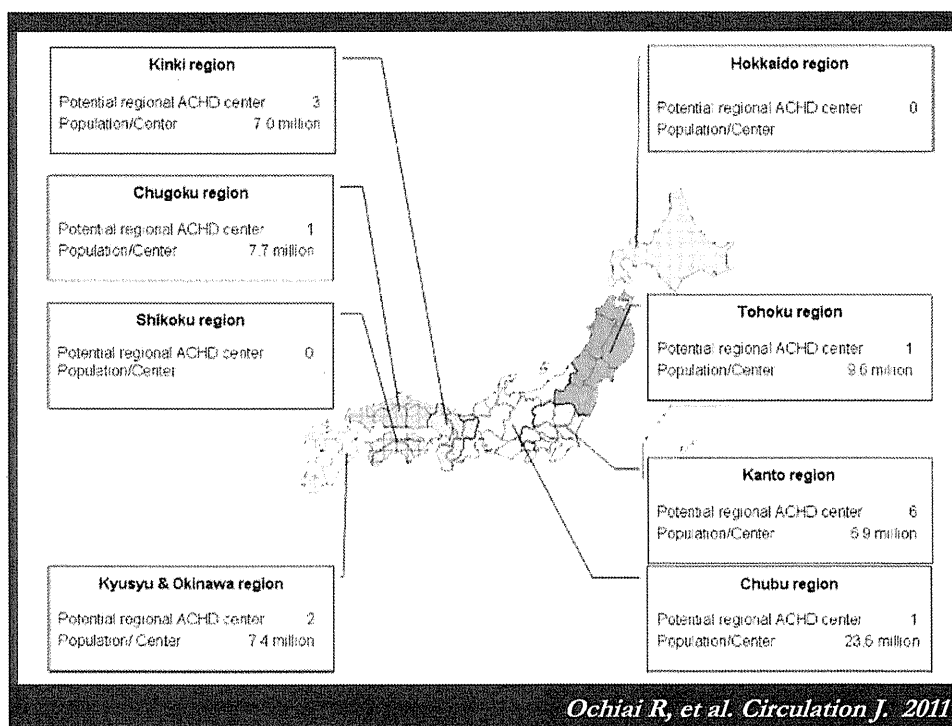 Kinki region
Potential regional ACHD center 3
Population/Center 7.0 million
Hokkaido region
Potential regional ACHD center 0
Population/Center
Chugoku region
Potential regional ACHD center 1
Population/Center 7.7 million
Shikoku region
Potential regional ACHD center 0
Population/Center
Tohoku region
Potential regional ACHD center 1
Population/Center 9.6 million
Kanto region
Potential regional ACHD center 6
Population/Center 6.9 million
Kyusyu & Okinawa region
Potential regional ACHD center 2
Population/Center 7.4 million
Chubu region
Potential regional ACHD center 1
Population/Center 23.6 million
Ochiai R, et al. Circulation J. 2011